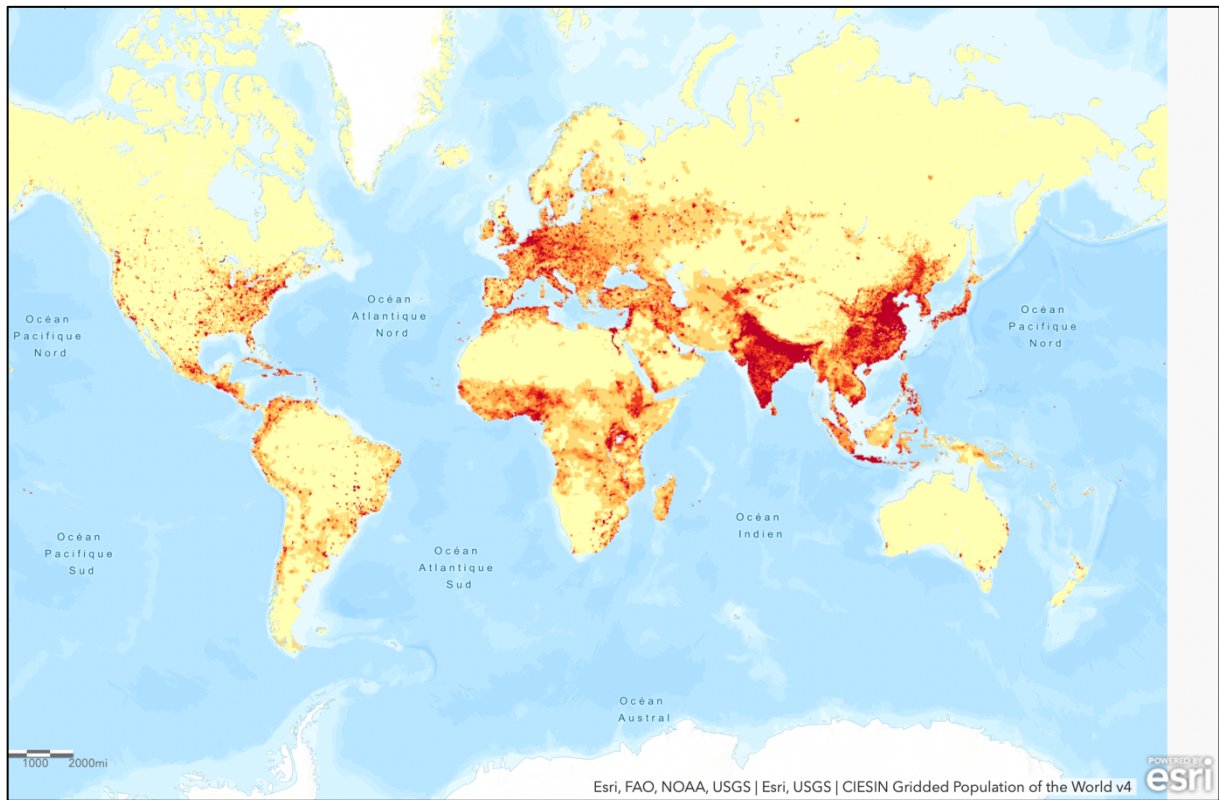 Océan
Atlantique
Nord
Océan
Pacifique
Nord
Océan
Pacifique
Nord
Océan
Indien
Océan
Pacifique
Sud
Océan
Atlantique
Sud
Océan
Austral
1000 2000mi
POWERED BY
esri
Esri, FAO, NOAA, USGS | Esri, USGS | CIESIN Gridded Population of the World v4